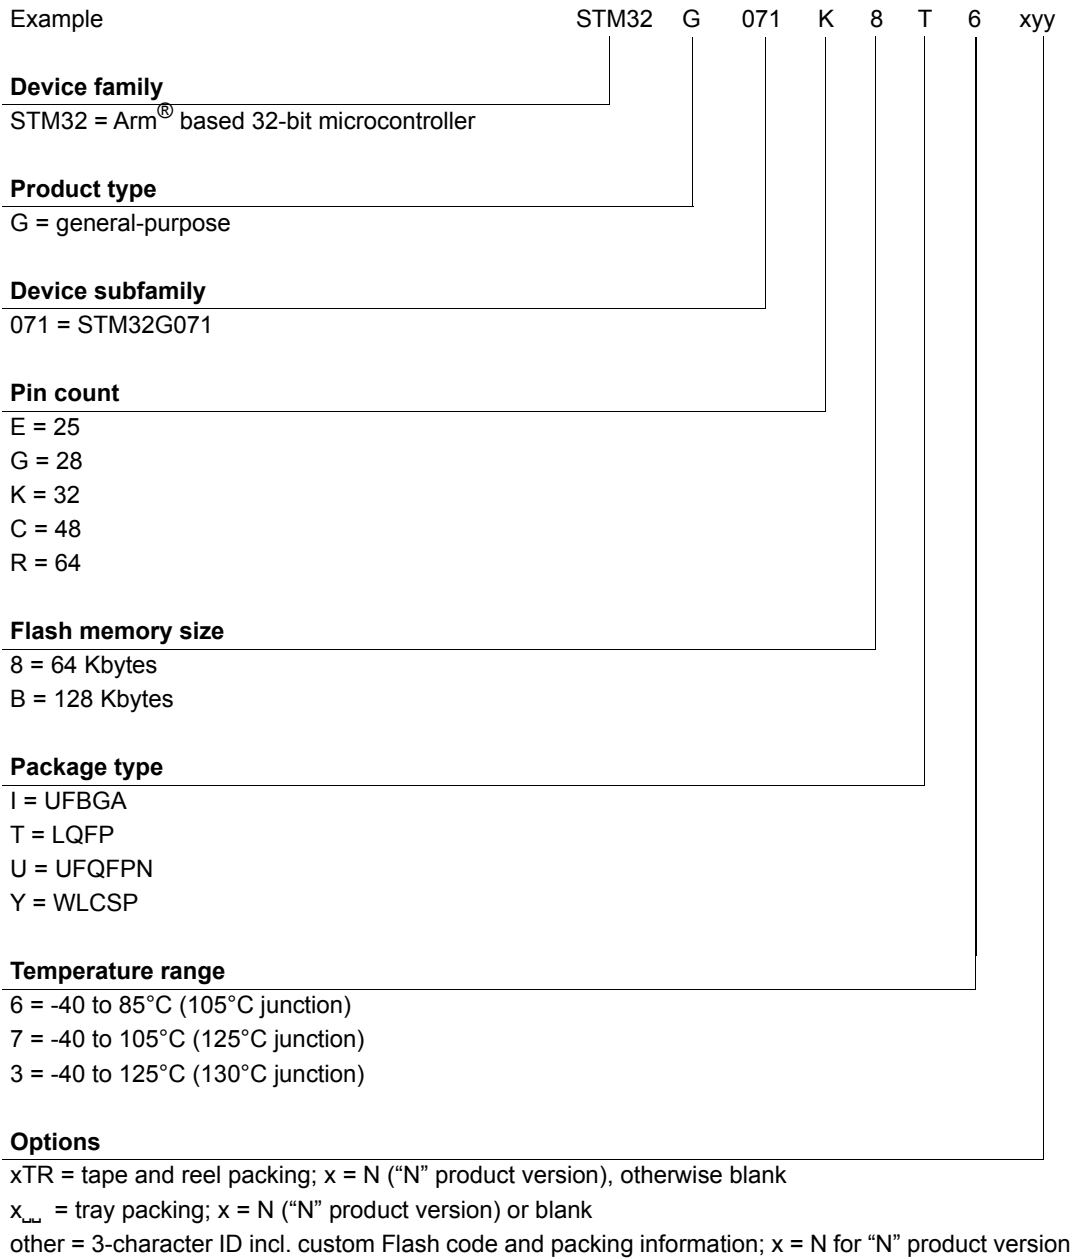 Example STM32 G 071 K 8 T 6 xyy
Device family
STM32 = Arm® based 32-bit microcontroller
Product type
G = general-purpose
Device subfamily
071 = STM32G071
Pin count
E = 25
G = 28
K = 32
C = 48
R = 64
Flash memory size
8 = 64 Kbytes
B = 128 Kbytes
Package type
I = UFBGA
T = LQFP
U = UFQFPN
Y = WLCSP
Temperature range
6 = -40 to 85°C (105°C junction)
7 = -40 to 105°C (125°C junction)
3 = -40 to 125°C (130°C junction)
Options
xTR = tape and reel packing; x = N (“N” product version), otherwise blank
x␣␣ = tray packing; x = N (“N” product version) or blank
other = 3-character ID incl. custom Flash code and packing information; x = N for “N” product version